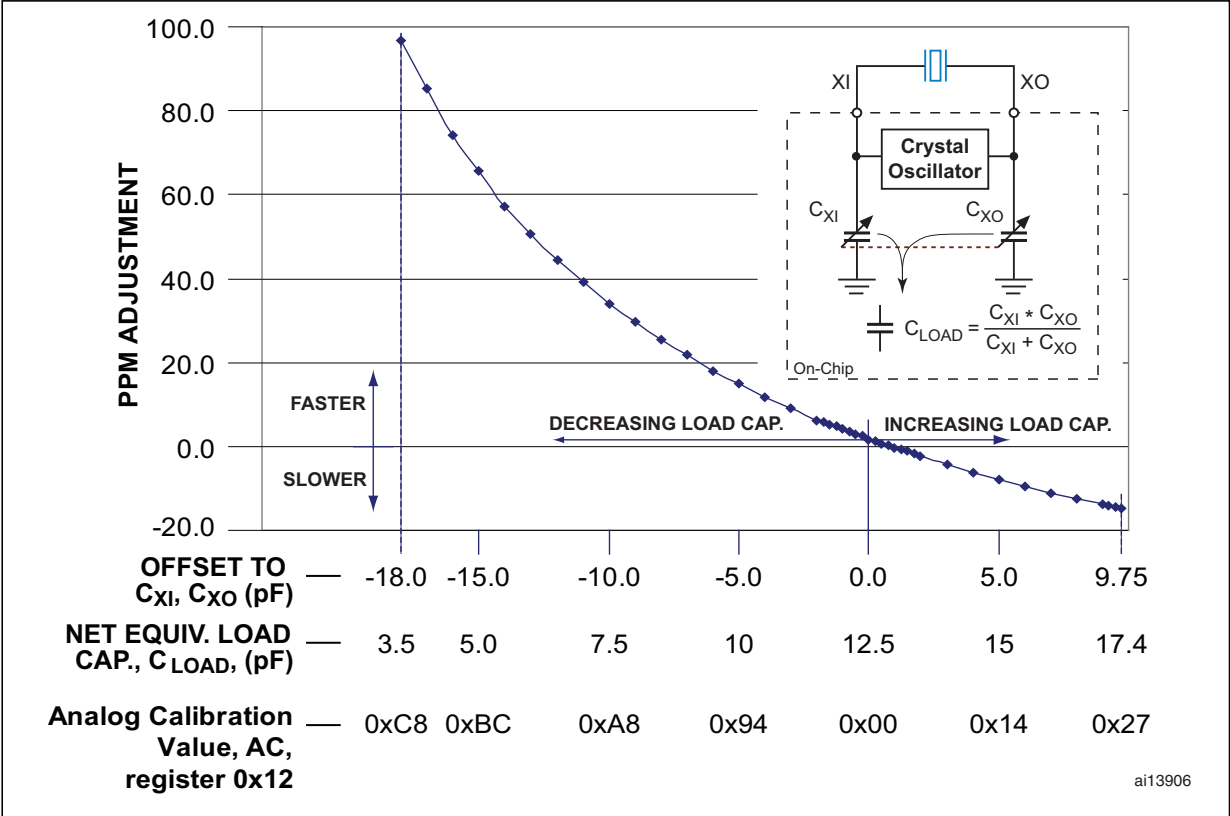 100.0
80.0
60.0
40.0
20.0
0.0
-20.0
PPM ADJUSTMENT
FASTER
SLOWER
DECREASING LOAD CAP.
INCREASING LOAD CAP.
XI
XO
Crystal
Oscillator
CXI
CXO
CLOAD = CXI * CXO
CXI + CXO
On-Chip
OFFSET TO
CXI, CXO (pF)
-18.0 -15.0 -10.0 -5.0 0.0 5.0 9.75
NET EQUIV. LOAD
CAP., CLOAD, (pF)
3.5 5.0 7.5 10 12.5 15 17.4
Analog Calibration
Value, AC,
register 0x12
0xC8 0xBC 0xA8 0x94 0x00 0x14 0x27
ai13906